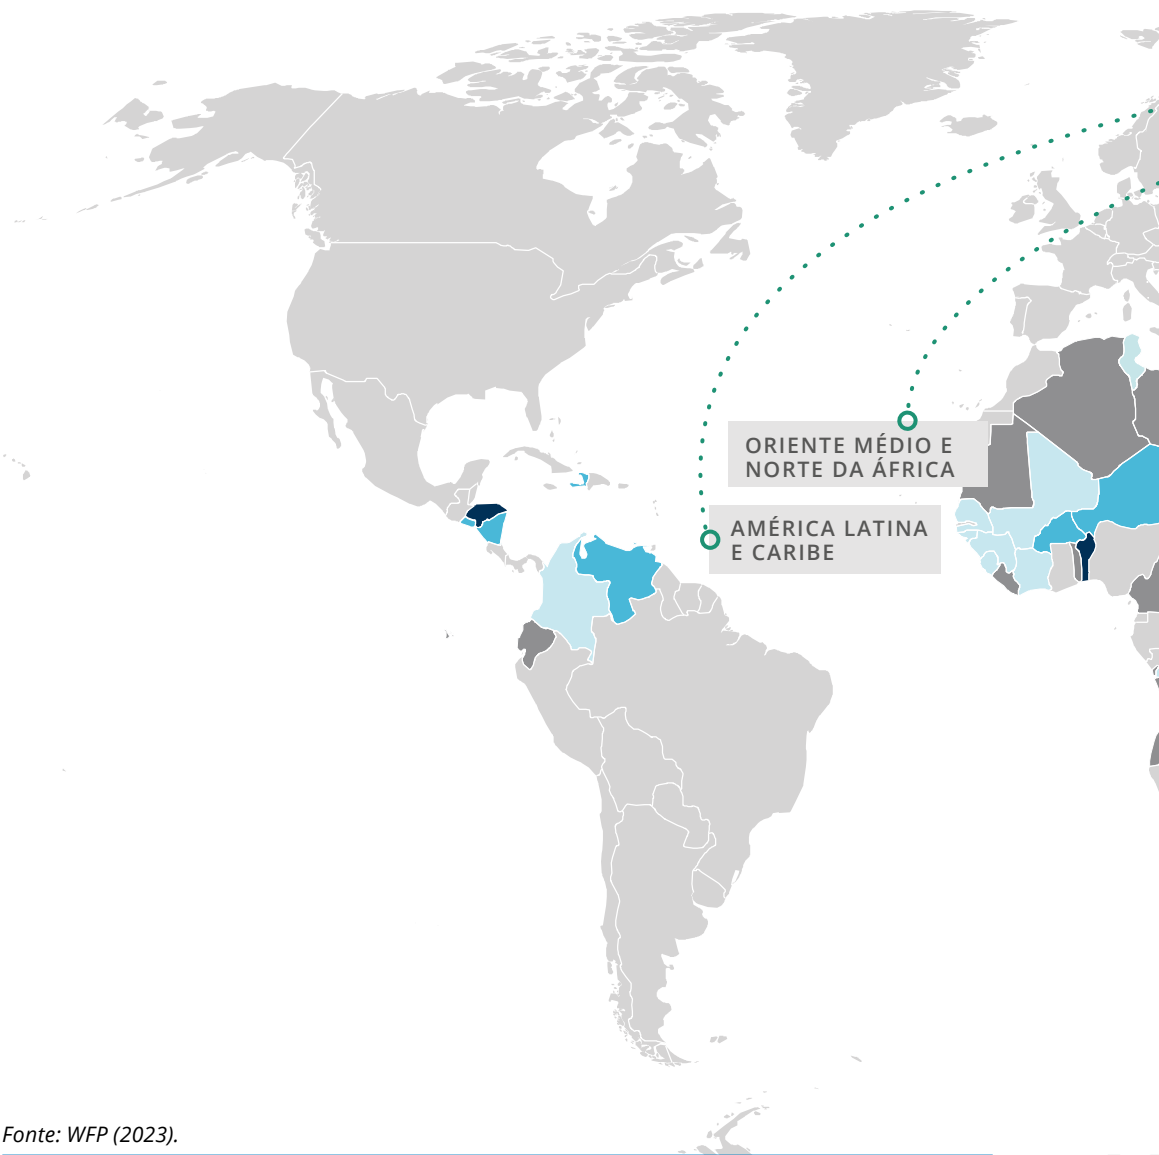 ORIENTE MÉDIO E
NORTE DA ÁFRICA
AMÉRICA LATINA
E CARIBE
Fonte: WFP (2023).